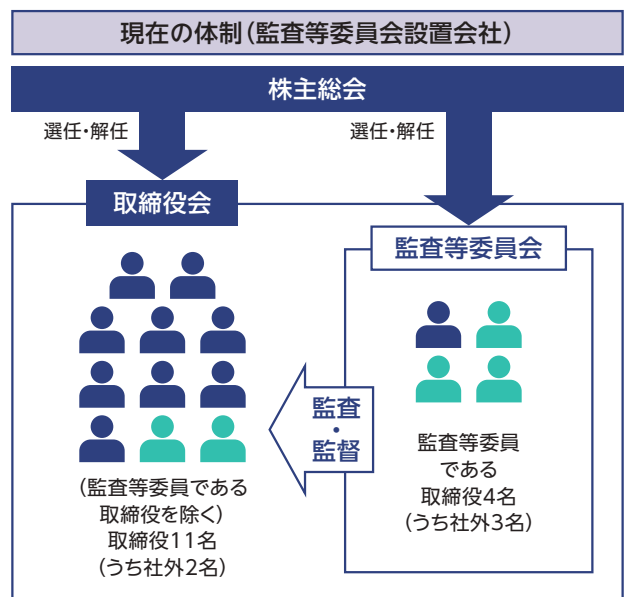 現在の体制（監査等委員会設置会社）
株主総会
選任・解任
選任・解任
取締役会
監査等委員会
監査
・
監督
（監査等委員である
取締役を除く）
取締役11名
（うち社外2名）
監査等委員
である
取締役4名
（うち社外3名）